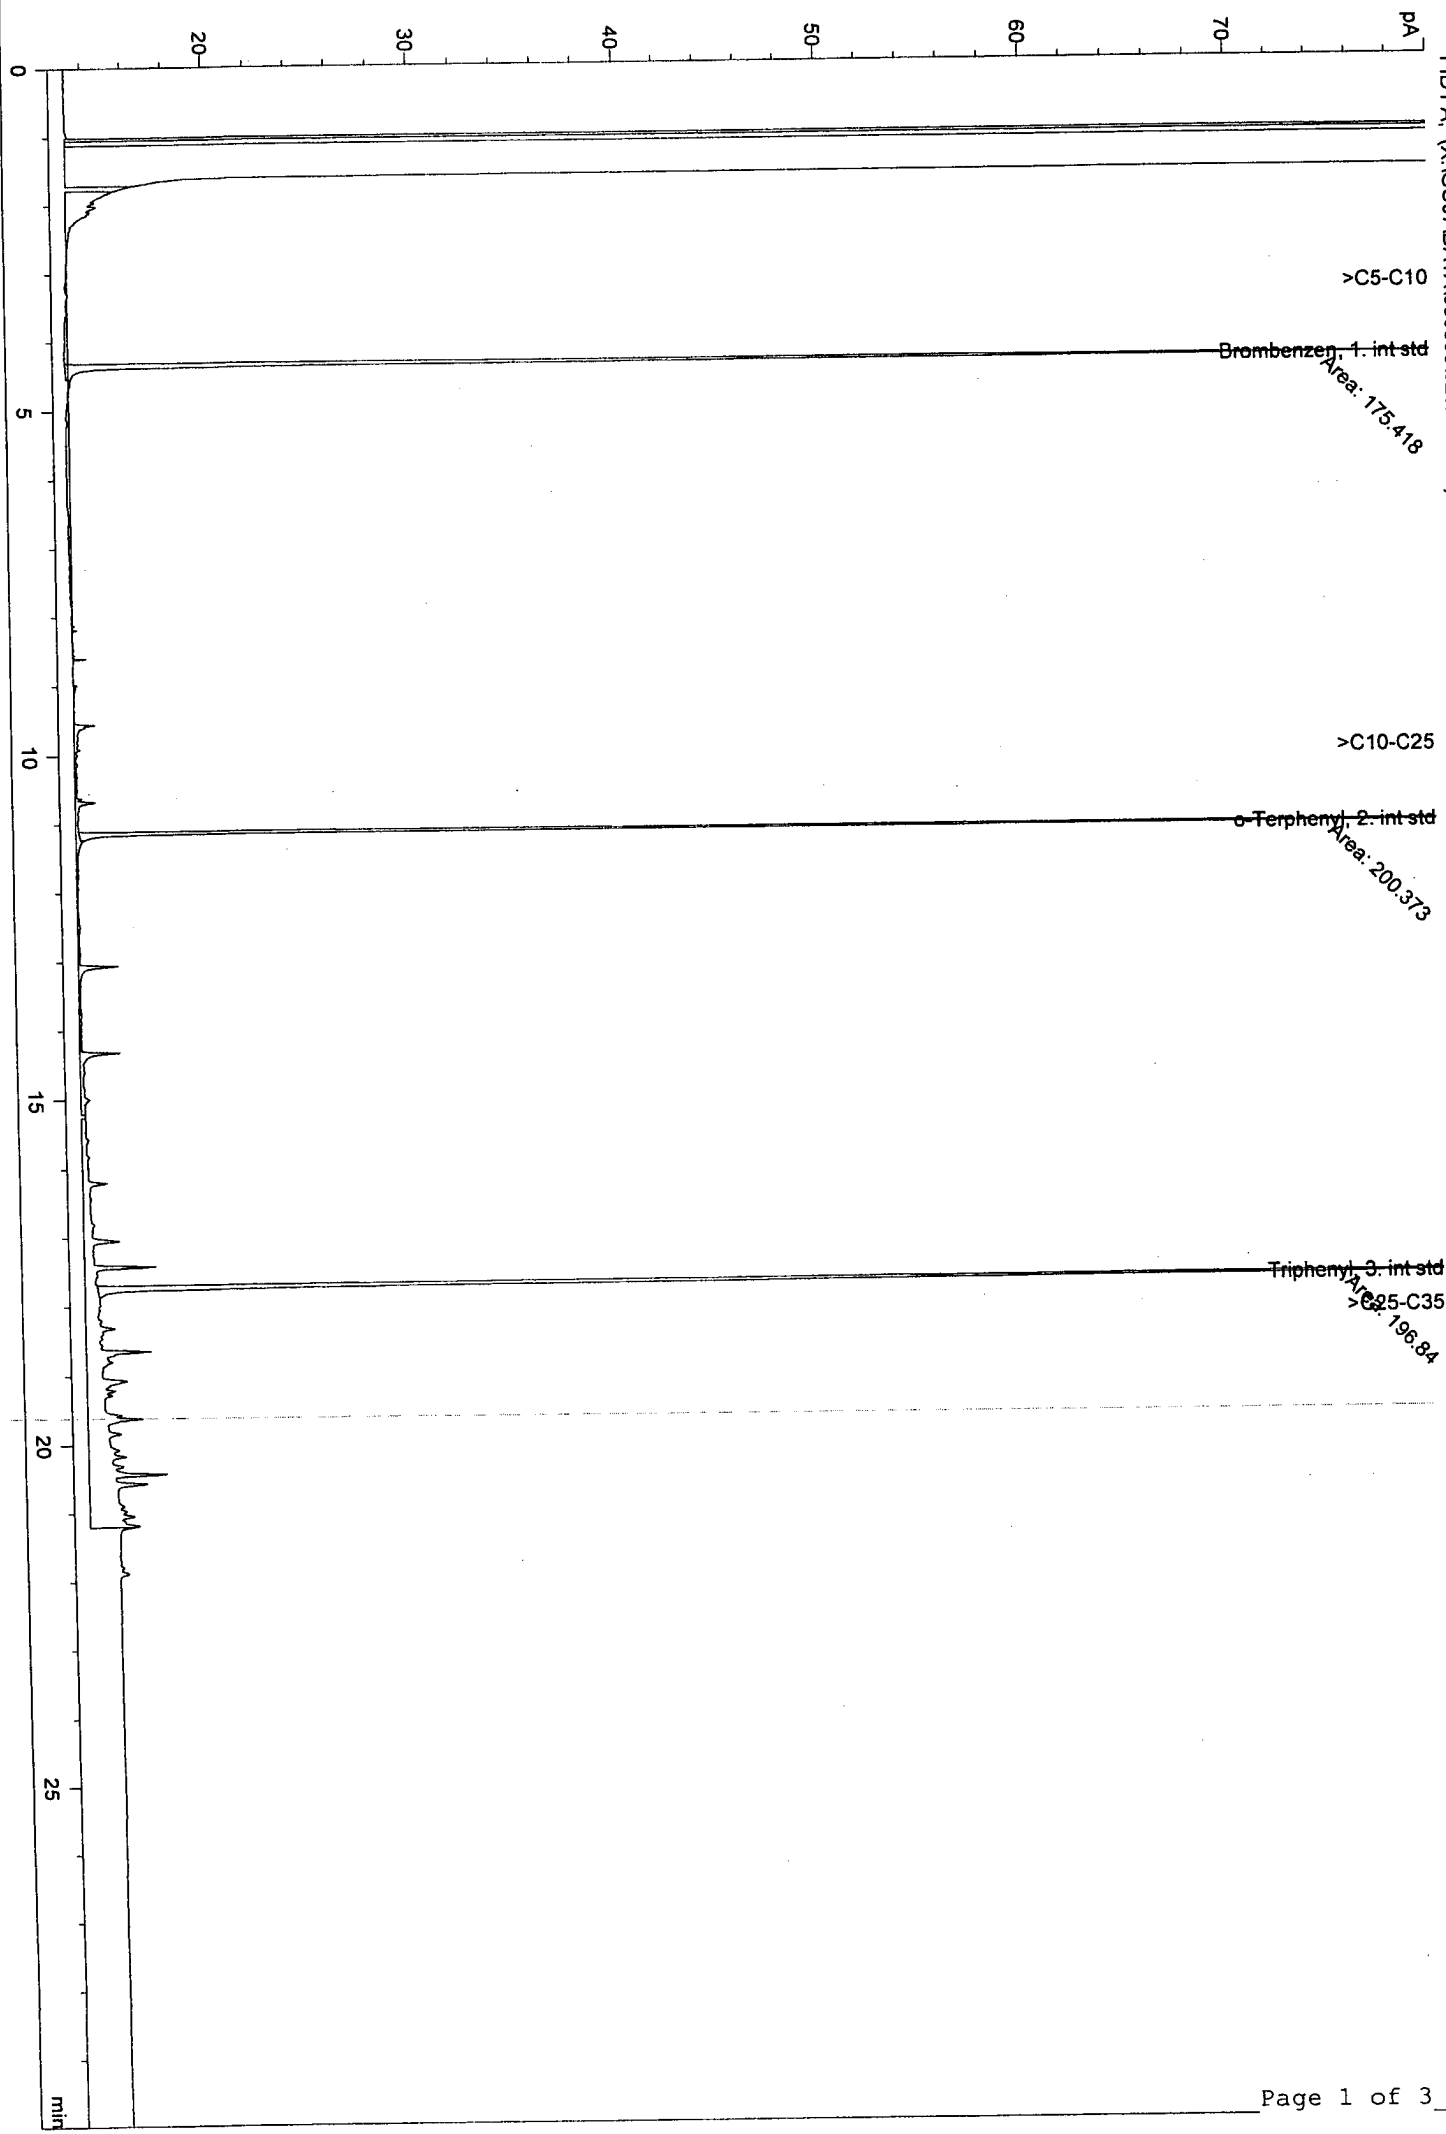 pA
70
60
50
40
30
20
>C5-C10
Brombenzen, 1. int std
Area: 175.418
>C10-C25
o-Terphenyl, 2. int std
Area: 200.373
Triphenyl, 3. int std
Area: 196.84
>C25-C35
0
5
10
15
20
25
min
Page 1 of 3